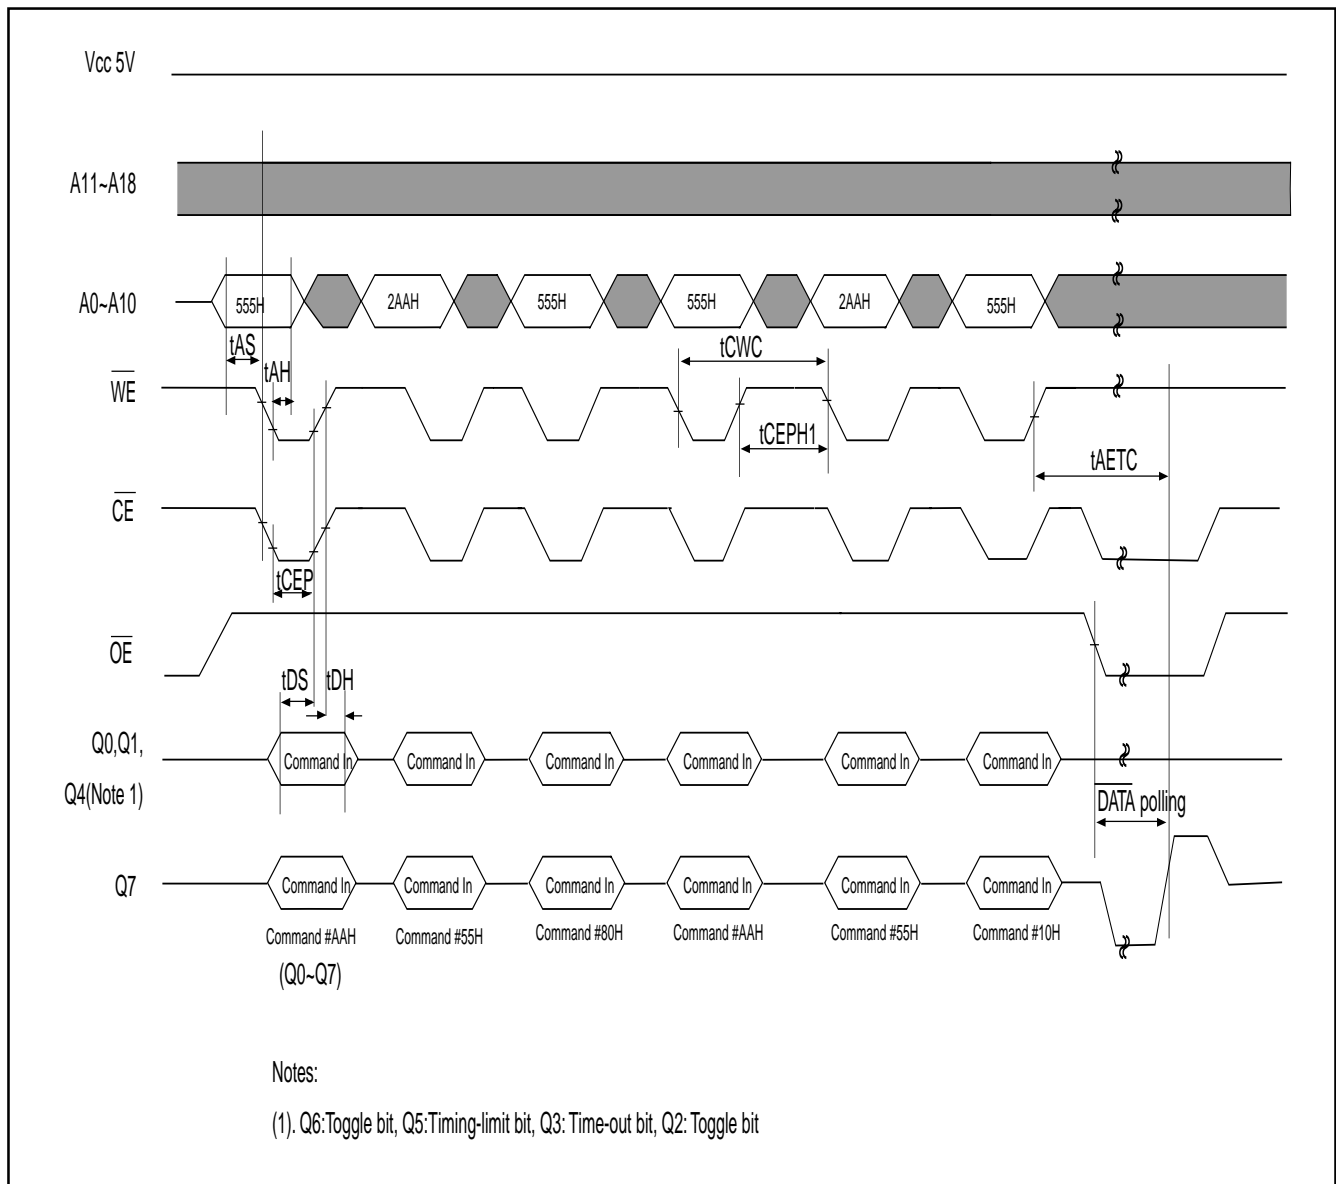 Vcc 5V
A11~A18
A0~A10
555H 2AAH 555H 555H 2AAH 555H
tAS
tAH
tCWC
WE
tCEPH1
tAETC
CE
tCEP
OE
tDS tDH
Q0,Q1,
Q4(Note 1)
Command In Command In Command In Command In Command In Command In
DATA polling
Q7
Command In Command In Command In Command In Command In Command In
Command #AAH Command #55H Command #80H Command #AAH Command #55H Command #10H
(Q0~Q7)
Notes:
(1). Q6:Toggle bit, Q5:Timing-limit bit, Q3: Time-out bit, Q2: Toggle bit